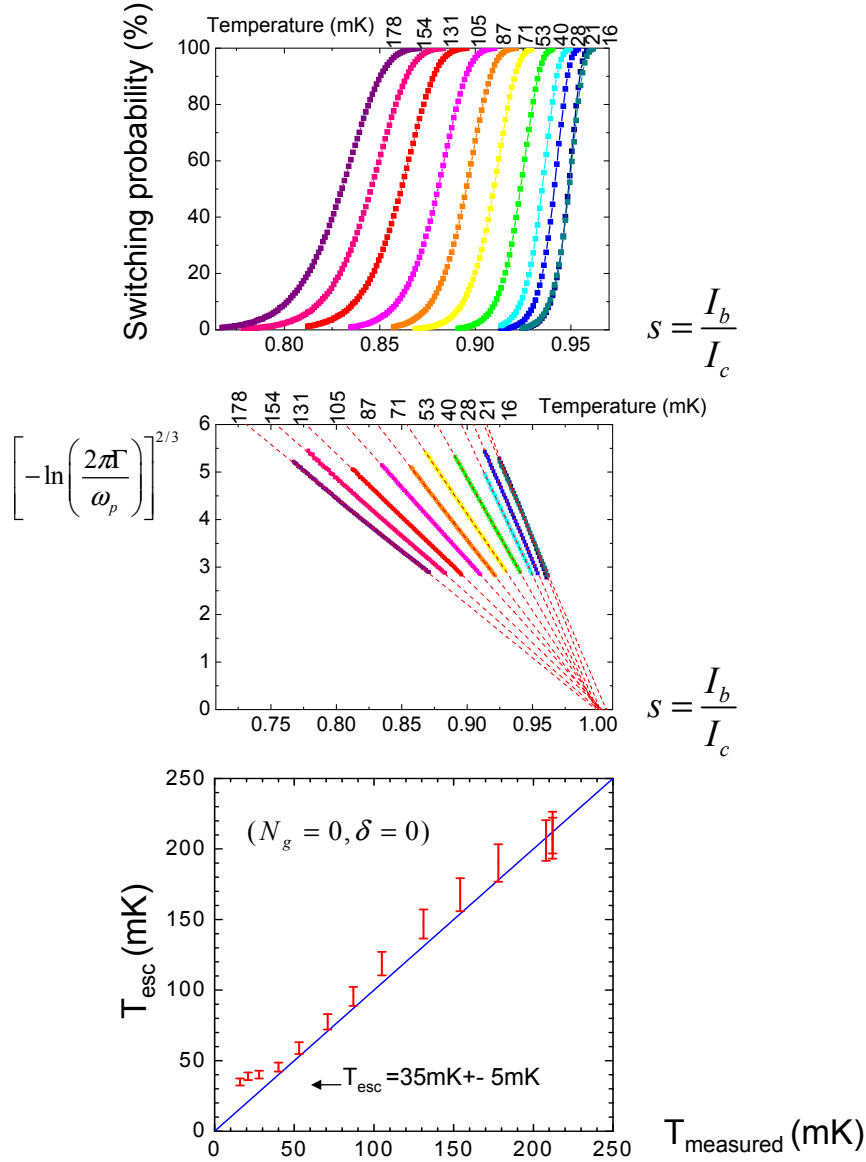 Temperature (mK)
178 154 131 105 87 71 53 40 28 21 16
Switching probability (%)
100
80
60
40
20
0
0.80 0.85 0.90 0.95
s = I_b / I_c
178 154 131 105 87 71 53 40 28 21 16 Temperature (mK)
[-ln(2πΓ/ω_p)]^{2/3}
6
5
4
3
2
1
0
0.75 0.80 0.85 0.90 0.95 1.00
s = I_b / I_c
250
200
150
100
50
0
T_esc (mK)
(N_g = 0, δ = 0)
T_esc =35mK+- 5mK
0 50 100 150 200 250
T_measured (mK)